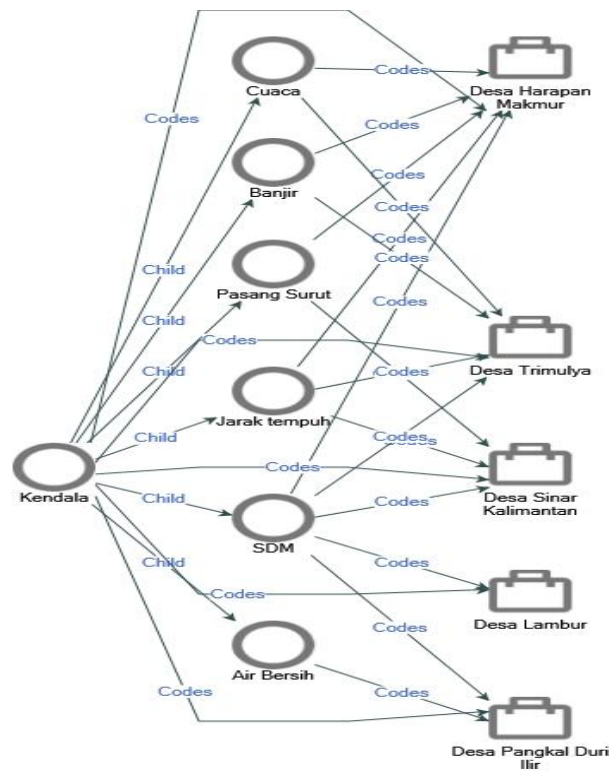 Codes
Cuaca
Codes
Desa Harapan
Makmur
Codes
Banjir
Codes
Codes
Child
Pasang Surut
Codes
Codes
Codes
Child
Codes
Codes
Child
Codes
Desa Trimulya
Jarak tempuh
Child
Codes
Codes
Kendala
Codes
Desa Sinar
Kalimantan
Child
Codes
SDM
Child
Codes
Codes
Desa Lambur
Codes
Air Bersih
Codes
Codes
Desa Pangkal Duri
Ilir